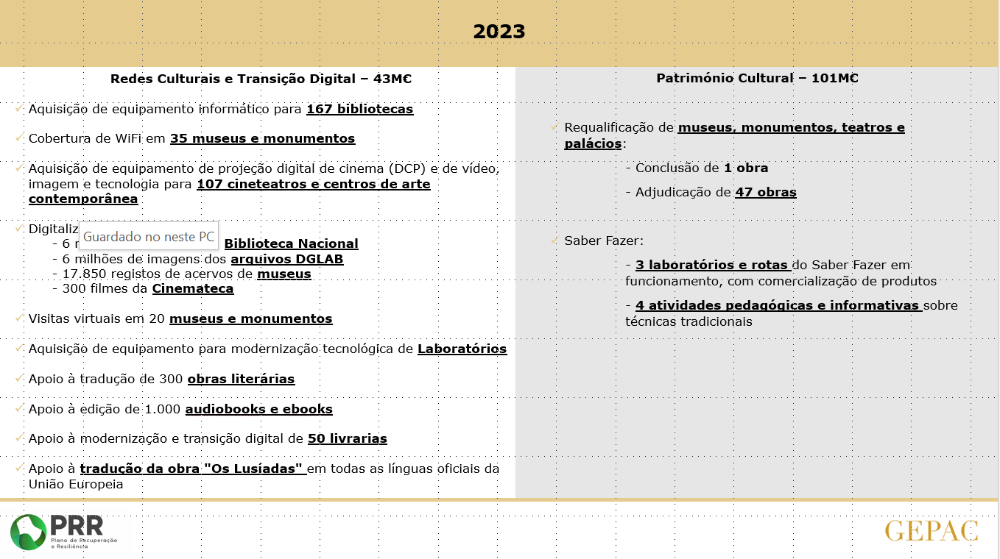 2023
Redes Culturais e Transição Digital – 43M€
Aquisição de equipamento informático para 167 bibliotecas
Cobertura de WiFi em 35 museus e monumentos
Aquisição de equipamento de projeção digital de cinema (DCP) e de vídeo,
imagem e tecnologia para 107 cineteatros e centros de arte
contemporânea
Guardado no neste PC
- 6 Biblioteca Nacional
- 6 milhões de imagens dos arquivos DGLAB
- 17.850 registos de acervos de museus
- 300 filmes da Cinemateca
Visitas virtuais em 20 museus e monumentos
Aquisição de equipamento para modernização tecnológica de Laboratórios
Apoio à tradução de 300 obras literárias
Apoio à edição de 1.000 audiobooks e ebooks
Apoio à modernização e transição digital de 50 livrarias
Apoio à tradução da obra "Os Lusíadas" em todas as línguas oficiais da
União Europeia
Património Cultural – 101M€
Requalificação de museus, monumentos, teatros e
palácios:
- Conclusão de 1 obra
- Adjudicação de 47 obras
Saber Fazer:
- 3 laboratórios e rotas do Saber Fazer em
funcionamento, com comercialização de produtos
- 4 atividades pedagógicas e informativas sobre
técnicas tradicionais
PRR
Plano de Recuperação
e Resiliência
GEPAC